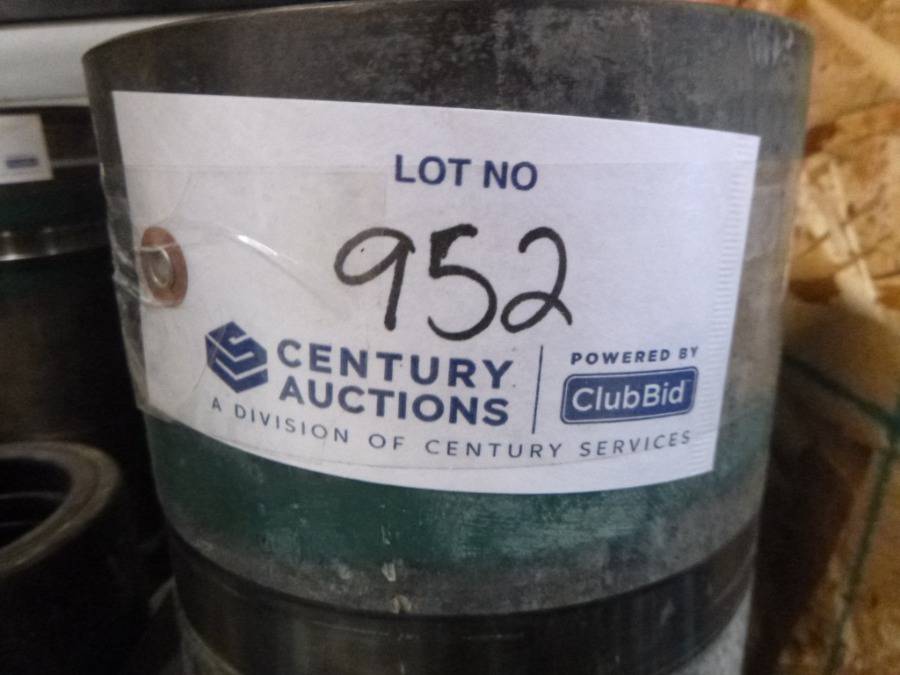 LOT NO
952
CENTURY
AUCTIONS
A DIVISION OF CENTURY SERVICES
POWERED BY
ClubBid